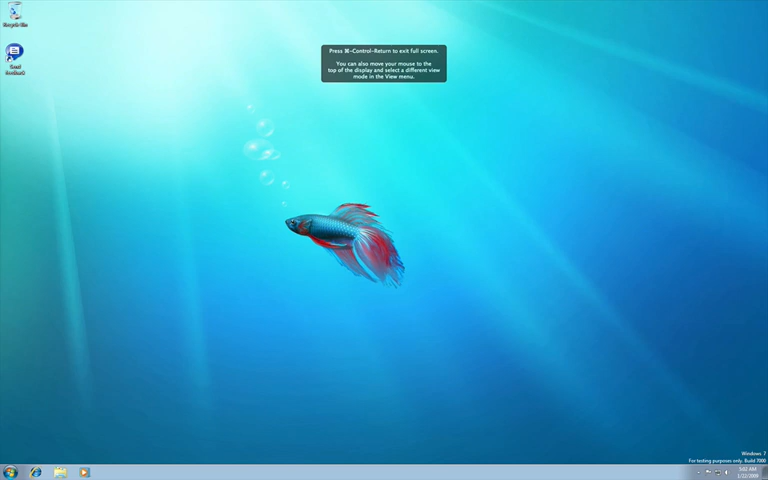 Recycle Bin
Send
feedback
Press ⌘-Control-Return to exit full screen.
You can also move your mouse to the
top of the display and select a different view
mode in the View menu.
Windows 7
For testing purposes only. Build 7000
5:02 AM
1/22/2009